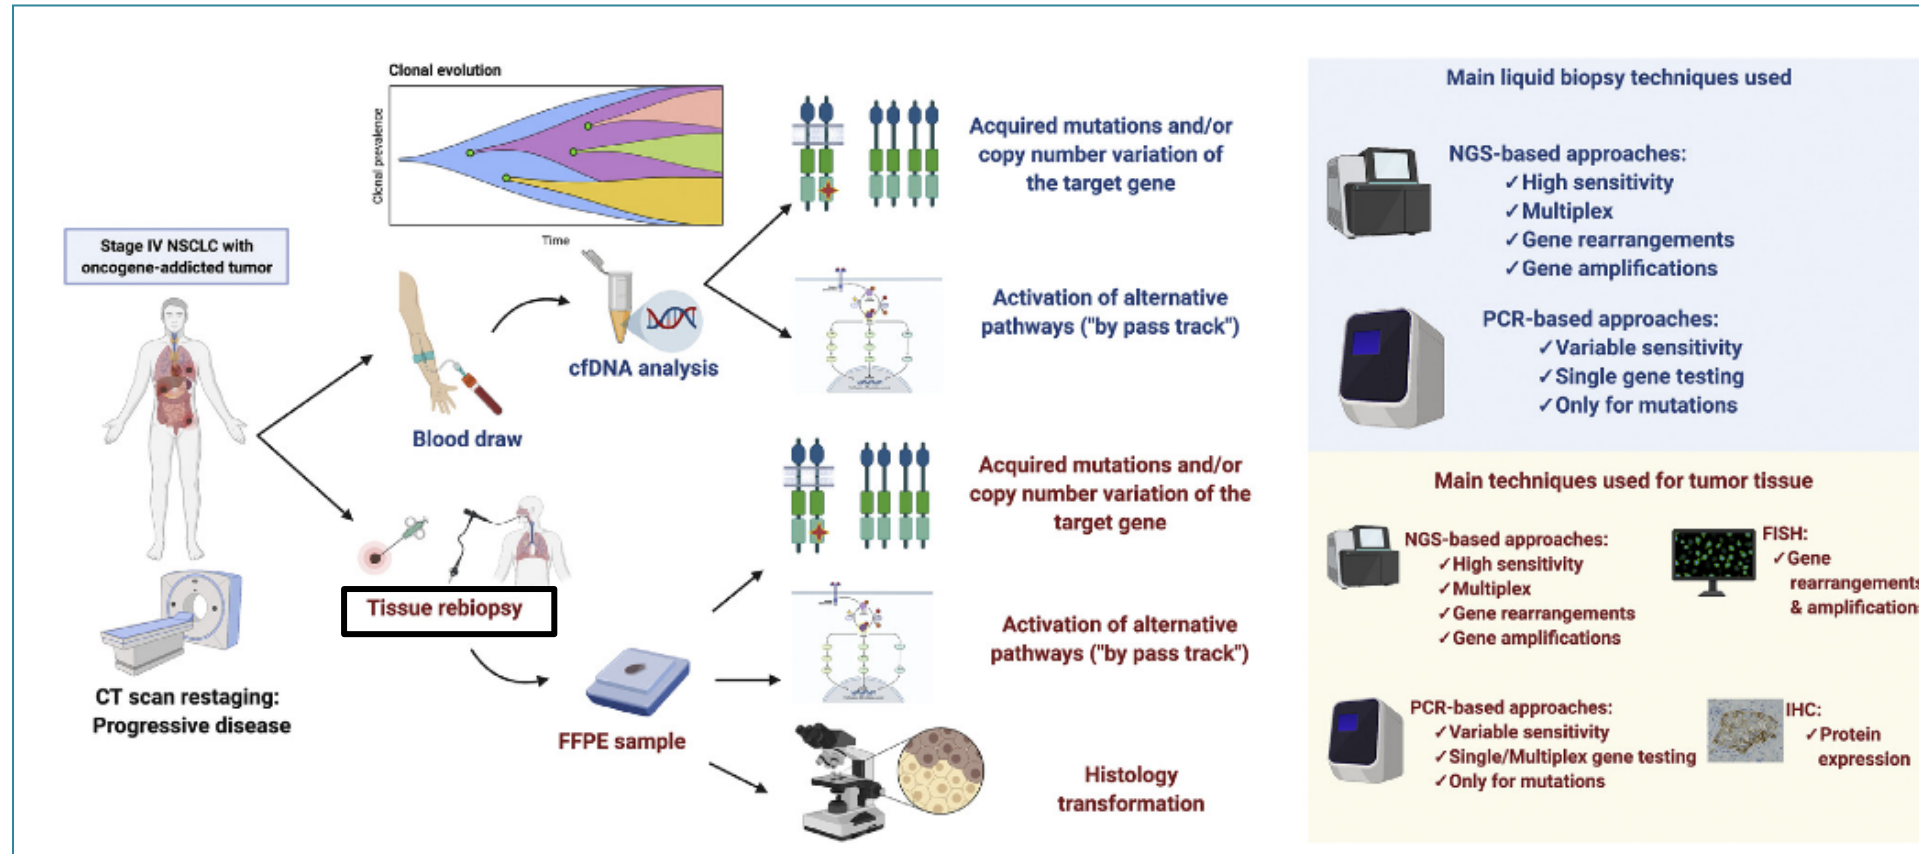 Clonal evolution
Clonal prevalence
Time
Stage IV NSCLC with
oncogene-addicted tumor
CT scan restaging:
Progressive disease
Blood draw
cfDNA analysis
Acquired mutations and/or
copy number variation of
the target gene
Activation of alternative
pathways ("by pass track")
Tissue rebiopsy
FFPE sample
Acquired mutations and/or
copy number variation of the
target gene
Activation of alternative
pathways ("by pass track")
Histology
transformation
Main liquid biopsy techniques used
NGS-based approaches:
✓High sensitivity
✓Multiplex
✓Gene rearrangements
✓Gene amplifications
PCR-based approaches:
✓Variable sensitivity
✓Single gene testing
✓Only for mutations
Main techniques used for tumor tissue
NGS-based approaches:
✓High sensitivity
✓Multiplex
✓Gene rearrangements
✓Gene amplifications
FISH:
✓Gene
rearrangements
& amplifications
PCR-based approaches:
✓Variable sensitivity
✓Single/Multiplex gene testing
✓Only for mutations
IHC:
✓Protein
expression